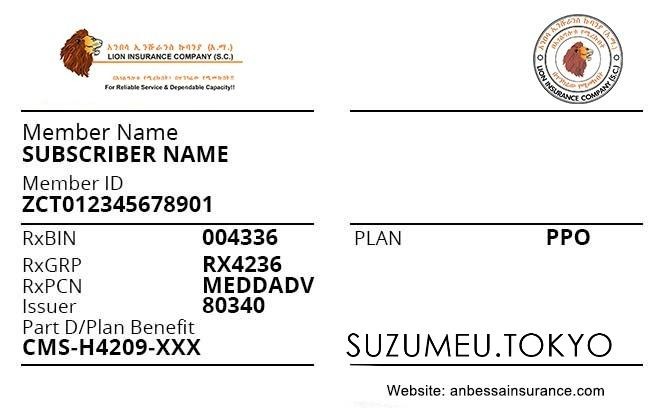 አንበሳ ኢንሹራንስ ኩባንያ (አ.ማ.)
LION INSURANCE COMPANY (S.C.)
For Reliable Service & Dependable Capacity!!
LION INSURANCE COMPANY (S.C.)
Member Name
SUBSCRIBER NAME
Member ID
ZCT012345678901
RxBIN 004336
PLAN PPO
RxGRP RX4236
RxPCN MEDDADV
Issuer 80340
Part D/Plan Benefit
CMS-H4209-XXX
SUZUMEU.TOKYO
Website: anbessainsurance.com